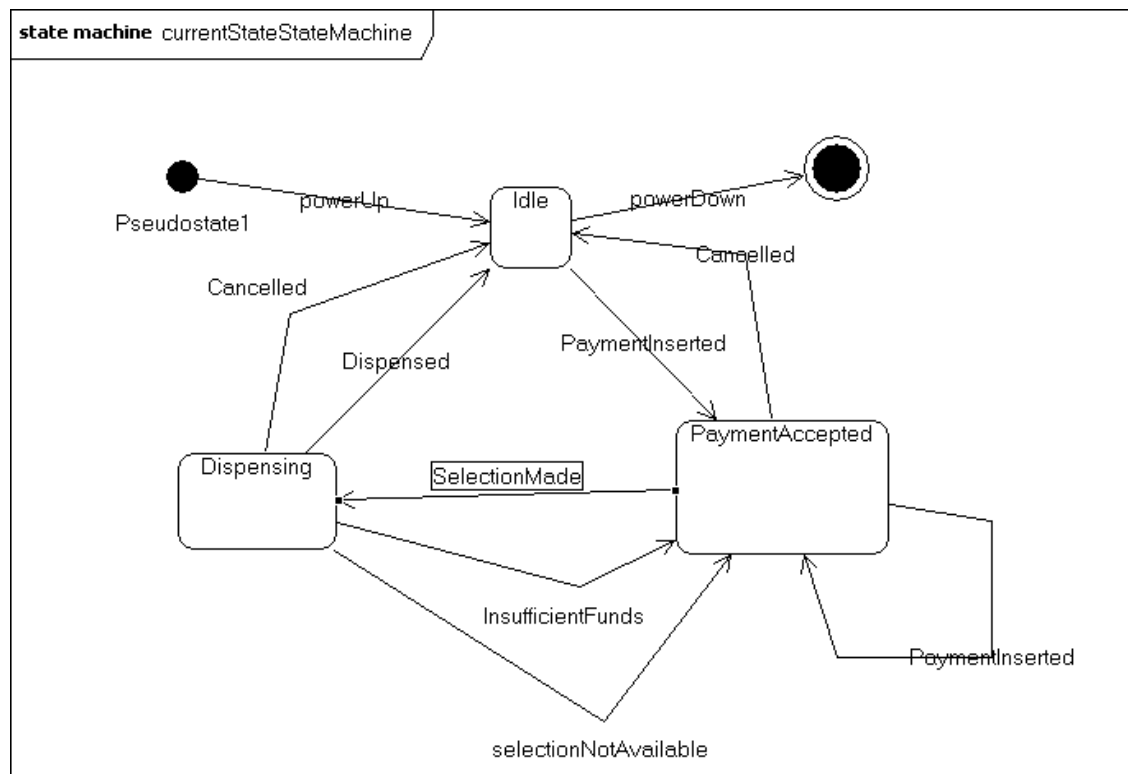 state machine currentStateStateMachine
powerUp
Idle
powerDown
Pseudostate1
Cancelled
Cancelled
PaymentInserted
Dispensed
PaymentAccepted
Dispensing
SelectionMade
InsufficientFunds
PaymentInserted
selectionNotAvailable